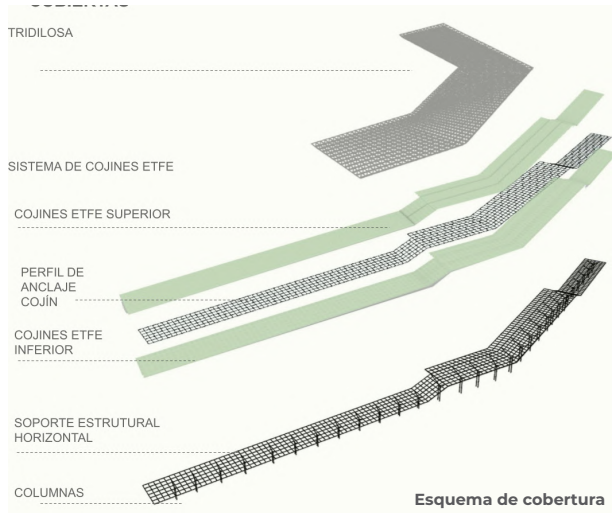 CUBIERTAS
TRIDILOSA
SISTEMA DE COJINES ETFE
COJINES ETFE SUPERIOR
PERFIL DE
ANCLAJE
COJÍN
COJINES ETFE
INFERIOR
SOPORTE ESTRUTURAL
HORIZONTAL
COLUMNAS
Esquema de cobertura